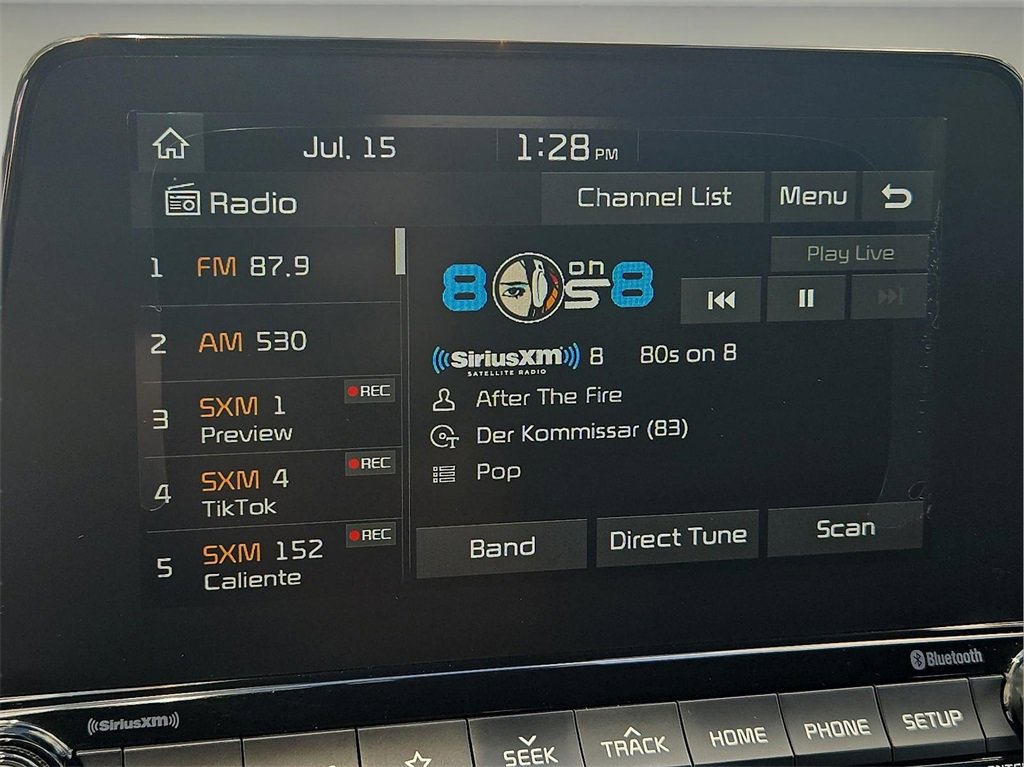 Jul. 15
1:28 PM
Radio
Channel List
Menu
1 FM 87.9
2 AM 530
3 SXM 1 REC
Preview
4 SXM 4 REC
TikTok
5 SXM 152 REC
Caliente
Play Live
80s on 8
SiriusXM 8 80s on 8
SATELLITE RADIO
After The Fire
Der Kommissar (83)
Pop
Band
Direct Tune
Scan
Bluetooth
SiriusXM
SEEK
TRACK
HOME
PHONE
SETUP